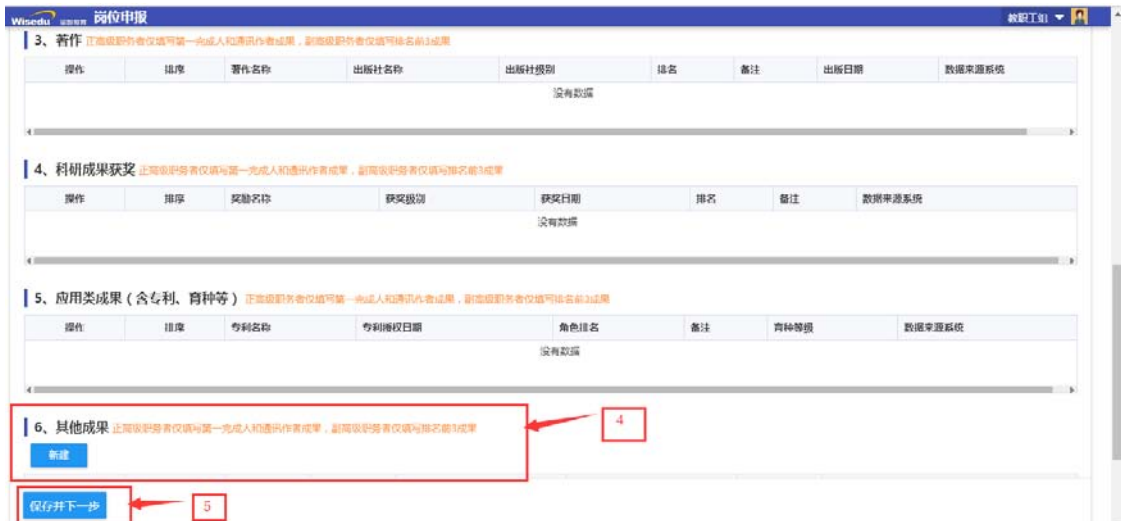 Wisedu 岗位申报 教职工如
3、著作 正高级职务者仅填写第一完成人和通讯作者成果，副高级职务者仅填写排名前3成果
操作 排序 著作名称 出版社名称 出版社级别 排名 备注 出版日期 数据来源系统
没有数据
4、科研成果获奖 正高级职务者仅填写第一完成人和通讯作者成果，副高级职务者仅填写排名前3成果
操作 排序 奖励名称 获奖级别 获奖日期 排名 备注 数据来源系统
没有数据
5、应用类成果（含专利、育种等） 正高级职务者仅填写第一完成人和通讯作者成果，副高级职务者仅填写排名前3成果
操作 排序 专利名称 专利授权日期 角色排名 备注 育种等级 数据来源系统
没有数据
6、其他成果 正高级职务者仅填写第一完成人和通讯作者成果，副高级职务者仅填写排名前3成果
4
新建
保存并下一步
5